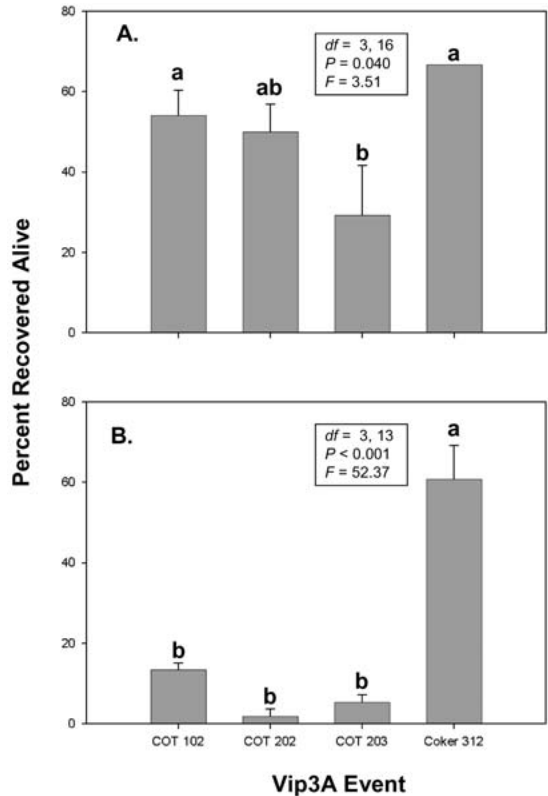 Percent Recovered Alive
A.
80
60
40
20
0
a
ab
b
a
df = 3, 16
P = 0.040
F = 3.51
B.
80
60
40
20
0
b
b
b
a
df = 3, 13
P < 0.001
F = 52.37
COT 102
COT 202
COT 203
Coker 312
Vip3A Event